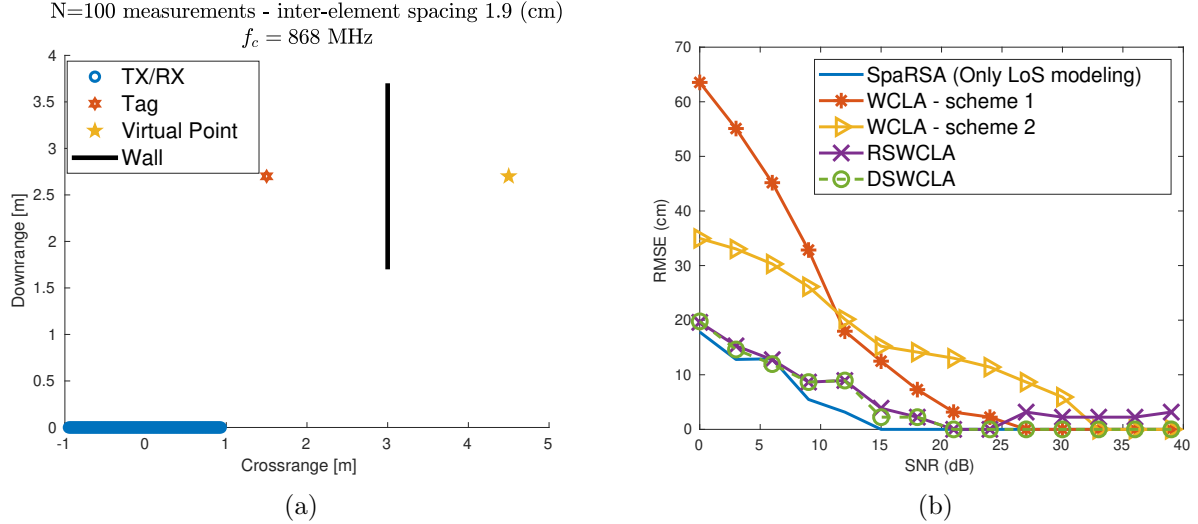 N=100 measurements - inter-element spacing 1.9 (cm)
f_c = 868 MHz
4
3.5
3
2.5
2
1.5
1
0.5
0
Downrange [m]
TX/RX
Tag
Virtual Point
Wall
-1
0
1
2
3
4
5
Crossrange [m]
(a)
70
60
50
40
30
20
10
0
RMSE (cm)
SpaRSA (Only LoS modeling)
WCLA - scheme 1
WCLA - scheme 2
RSWCLA
DSWCLA
0
5
10
15
20
25
30
35
40
SNR (dB)
(b)